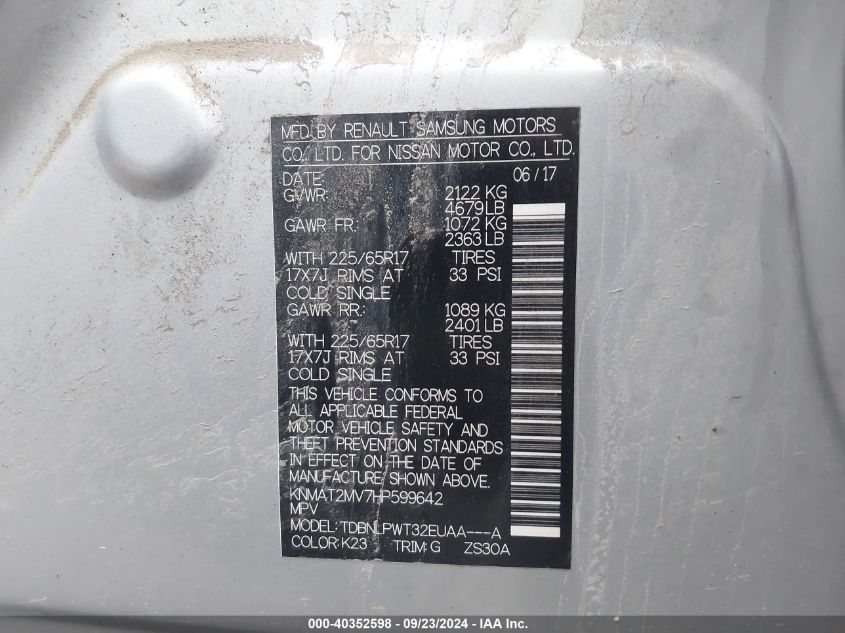 MFD. BY RENAULT SAMSUNG MOTORS
CO., LTD. FOR NISSAN MOTOR CO., LTD.
DATE: 06/17
GVWR: 2122 KG
4679 LB
GAWR FR: 1072 KG
2363 LB
WITH 225/65R17 TIRES
17X7J RIMS AT 33 PSI
COLD SINGLE
GAWR RR: 1089 KG
2401 LB
WITH 225/65R17 TIRES
17X7J RIMS AT 33 PSI
COLD SINGLE
THIS VEHICLE CONFORMS TO
ALL APPLICABLE FEDERAL
MOTOR VEHICLE SAFETY AND
THEFT PREVENTION STANDARDS
IN EFFECT ON THE DATE OF
MANUFACTURE SHOWN ABOVE.
KNMAT2MV7HP599642
MPV
MODEL: TDBNLPWT32EUAA---A
COLOR: K23 TRIM: G ZS30A
000-40352598 - 09/23/2024 - IAA Inc.